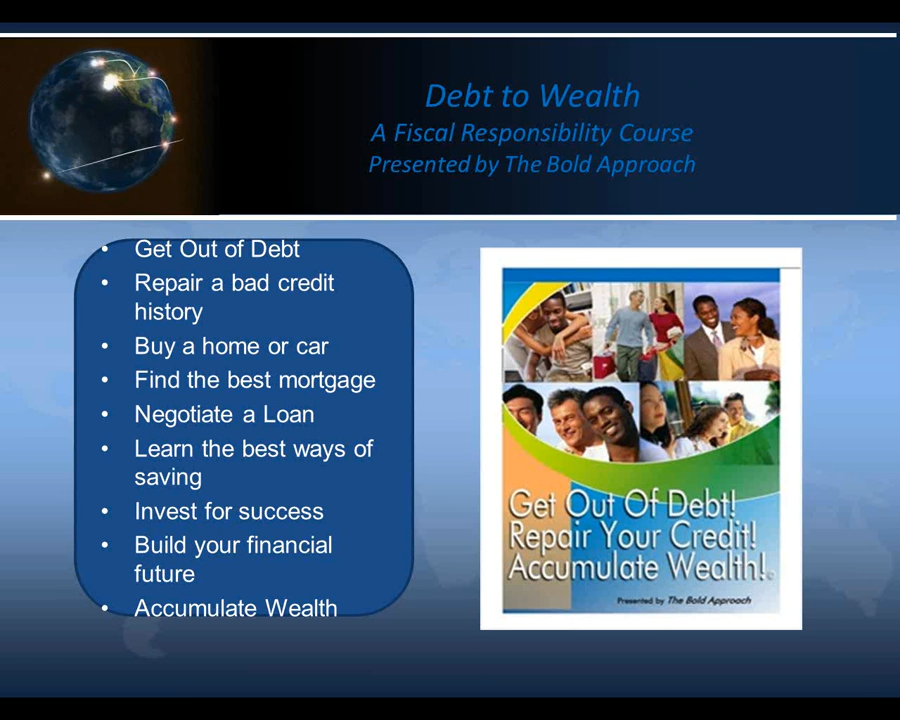 Debt to Wealth
A Fiscal Responsibility Course
Presented by The Bold Approach
• Get Out of Debt
• Repair a bad credit
history
• Buy a home or car
• Find the best mortgage
• Negotiate a Loan
• Learn the best ways of
saving
• Invest for success
• Build your financial
future
• Accumulate Wealth
Get Out Of Debt!
Repair Your Credit!
Accumulate Wealth!
Presented by The Bold Approach